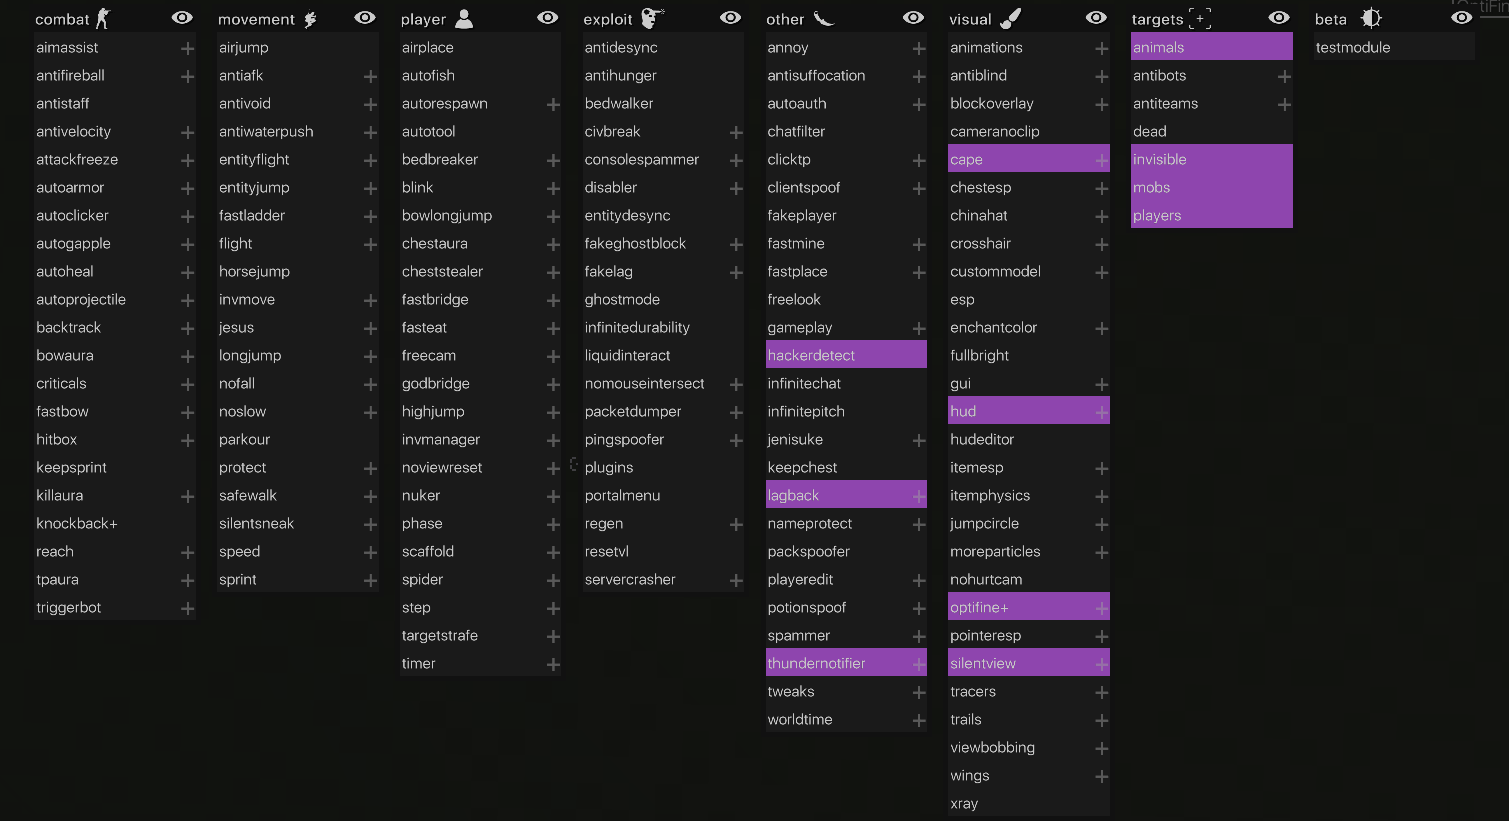 combat
aimassist
antifireball
antistaff
antivelocity
attackfreeze
autoarmor
autoclicker
autogapple
autoheal
autoprojectile
backtrack
bowaura
criticals
fastbow
hitbox
keepsprint
killaura
knockback+
reach
tpaura
triggerbot
movement
airjump
antiafk
antivoid
antiwaterpush
entityflight
entityjump
fastladder
flight
horsejump
invmove
jesus
longjump
nofall
noslow
parkour
protect
safewalk
silentsneak
speed
sprint
player
airplace
autofish
autorespawn
autotool
bedbreaker
blink
bowlongjump
chestaura
cheststealer
fastbridge
fasteat
freecam
godbridge
highjump
invmanager
noviewreset
nuker
phase
scaffold
spider
step
targetstrafe
timer
exploit
antidesync
antihunger
bedwalker
civbreak
consolespammer
disabler
entitydesync
fakeghostblock
fakelag
ghostmode
infinitedurability
liquidinteract
nomouseintersect
packetdumper
pingspoofer
plugins
portalmenu
regen
resetvl
servercrasher
other
annoy
antisuffocation
autoauth
chatfilter
clicktp
clientspoof
fakeplayer
fastmine
fastplace
freelook
gameplay
hackerdetect
infinitechat
infinitepitch
jenisuke
keepchest
lagback
nameprotect
packspoofer
playeredit
potionspoof
spammer
thundernotifier
tweaks
worldtime
visual
animations
antiblind
blockoverlay
cameranoclip
cape
chestesp
chinahat
crosshair
custommodel
esp
enchantcolor
fullbright
gui
hud
hudeditor
itemesp
itemphysics
jumpcircle
moreparticles
nohurtcam
optifine+
pointeresp
silentview
tracers
trails
viewbobbing
wings
xray
targets
animals
antibots
antiteams
dead
invisible
mobs
players
beta
testmodule